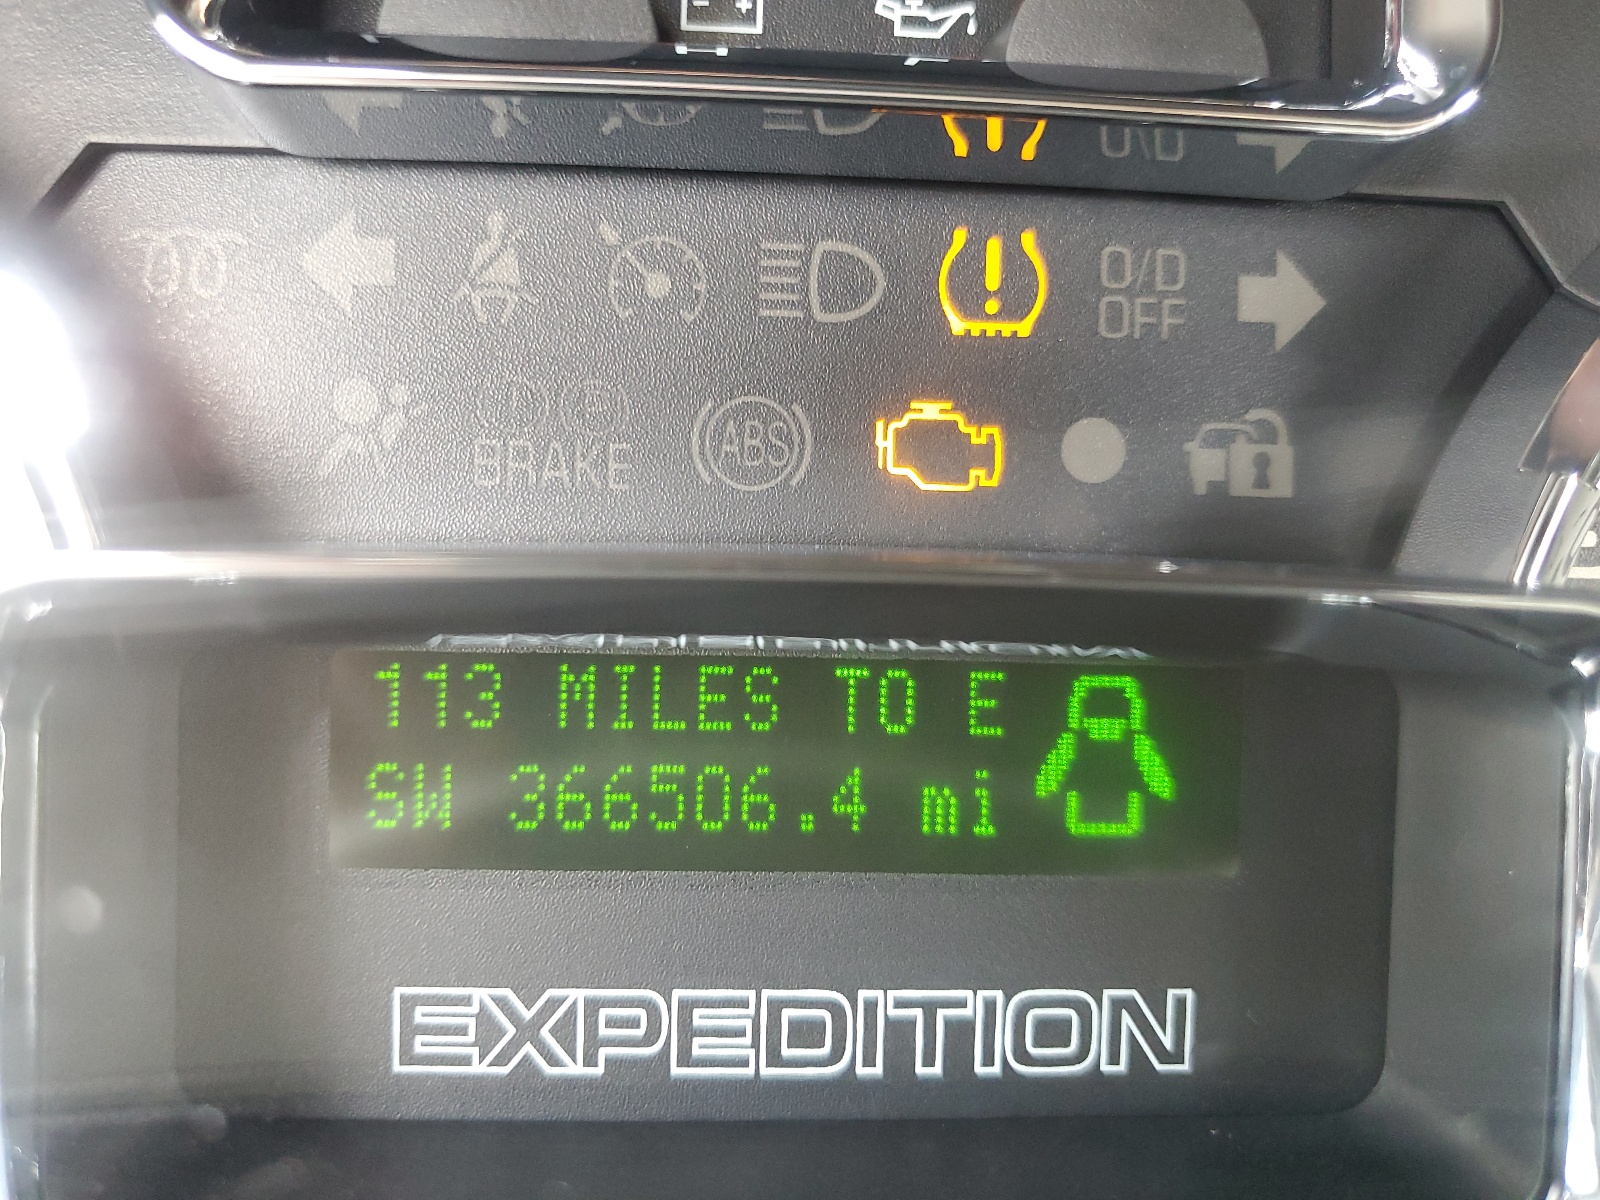 O/D
O/D
OFF
BRAKE
ABS
113 MILES TO E
SW 366506.4 mi
EXPEDITION